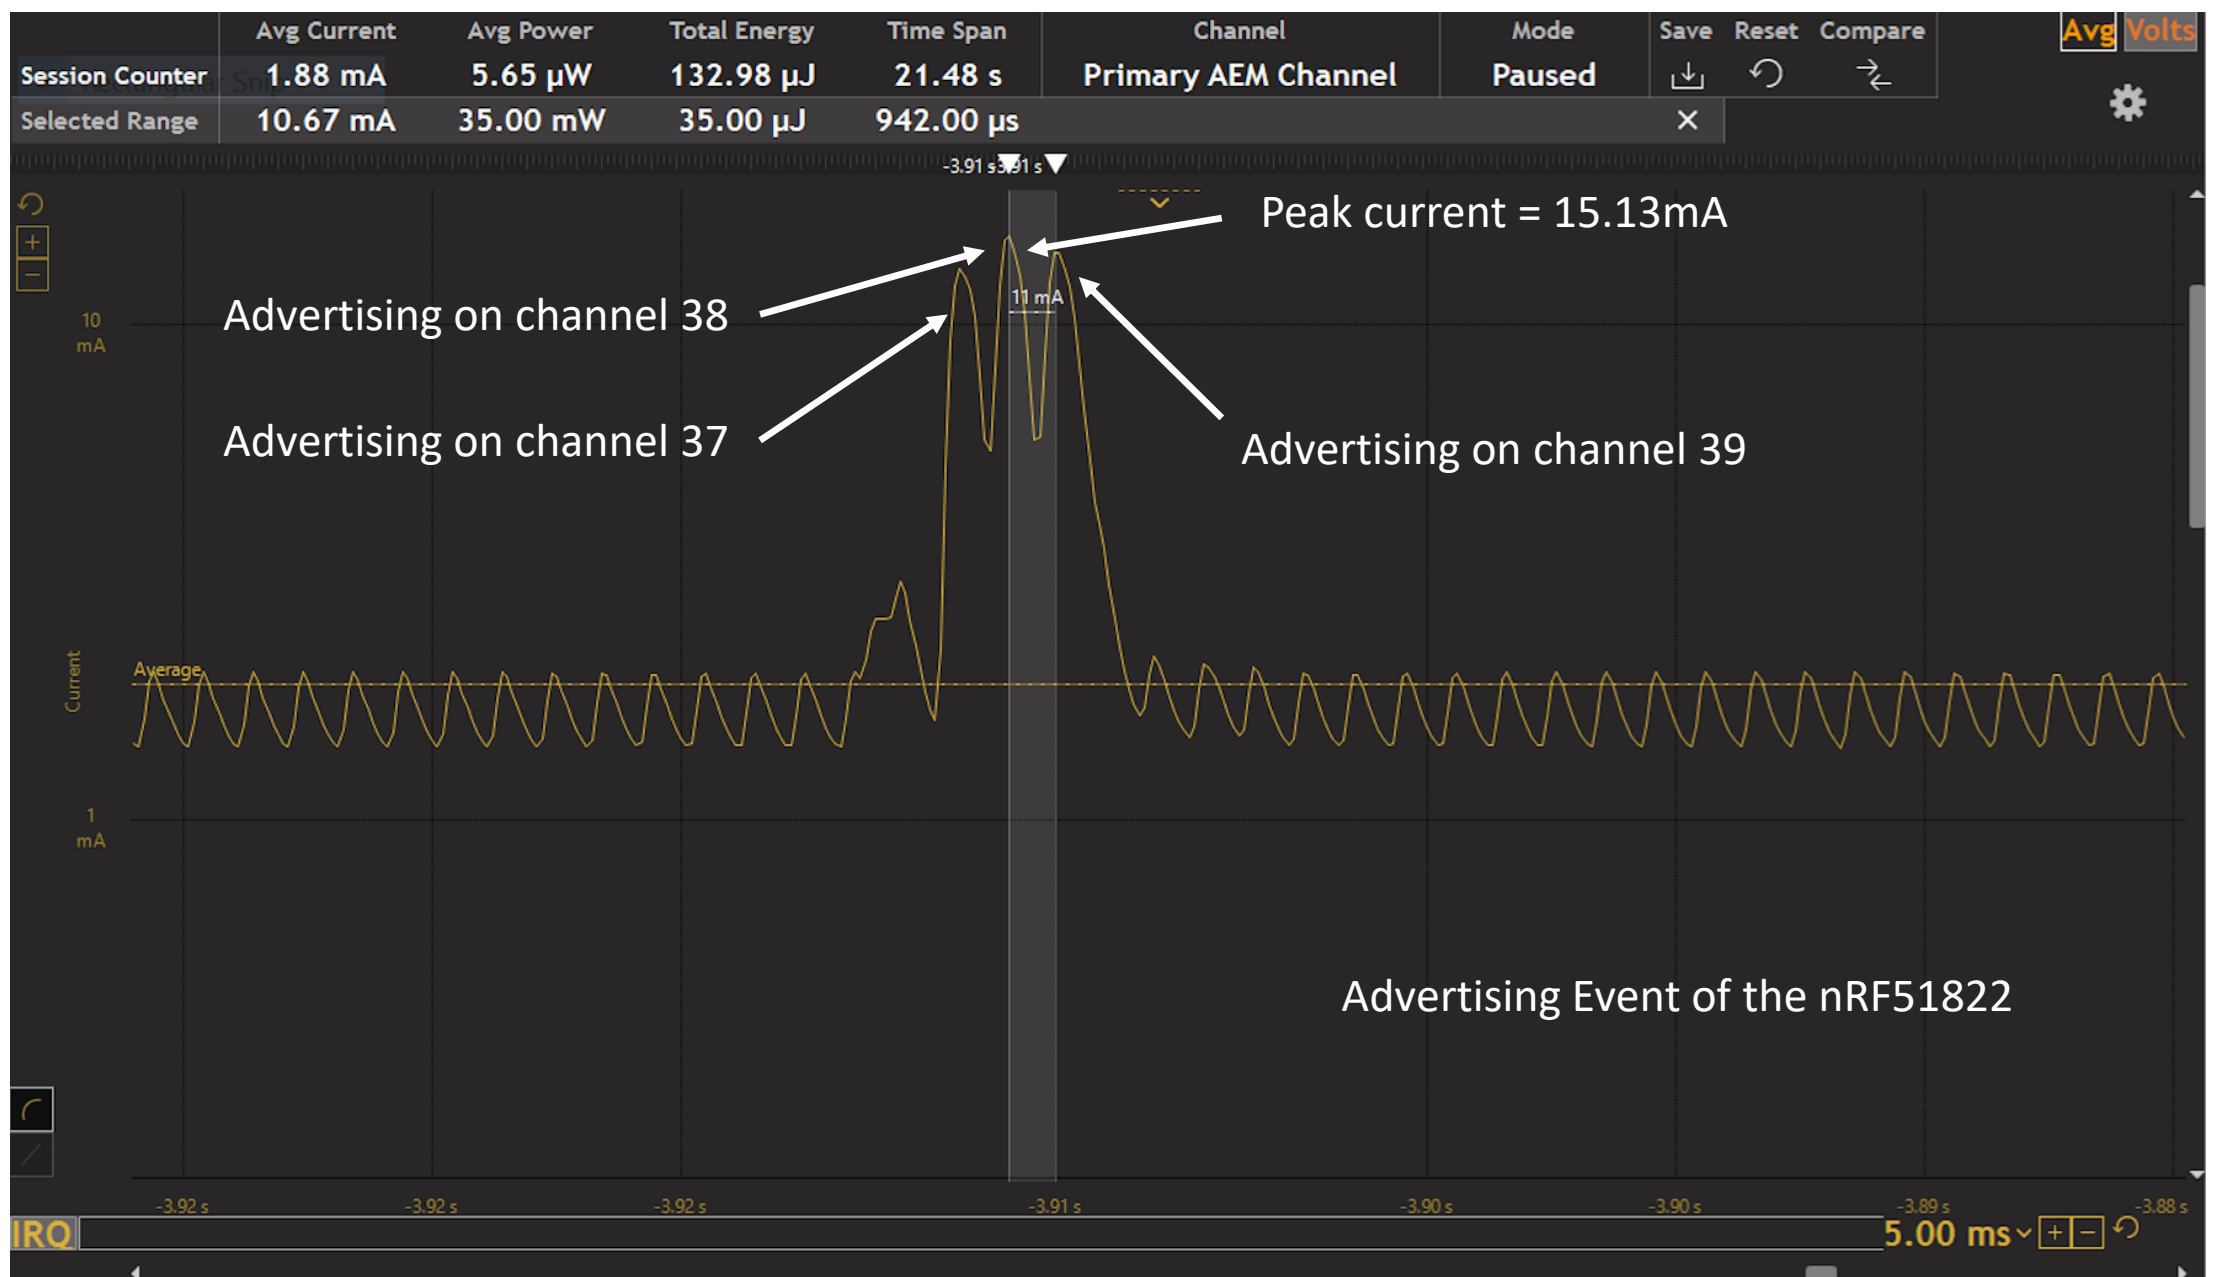 Avg Current Avg Power Total Energy Time Span Channel Mode Save Reset Compare Avg Volts
Session Counter 1.88 mA 5.65 µW 132.98 µJ 21.48 s Primary AEM Channel Paused
Rectangular Snip
Selected Range 10.67 mA 35.00 mW 35.00 µJ 942.00 µs
-3.91 s
Peak current = 15.13mA
11 mA
Advertising on channel 38
10
mA
Advertising on channel 37
Advertising on channel 39
Average
Current
1
mA
Advertising Event of the nRF51822
-3.92 s -3.92 s -3.92 s -3.91 s -3.90 s -3.90 s -3.89 s -3.88 s
IRQ
5.00 ms